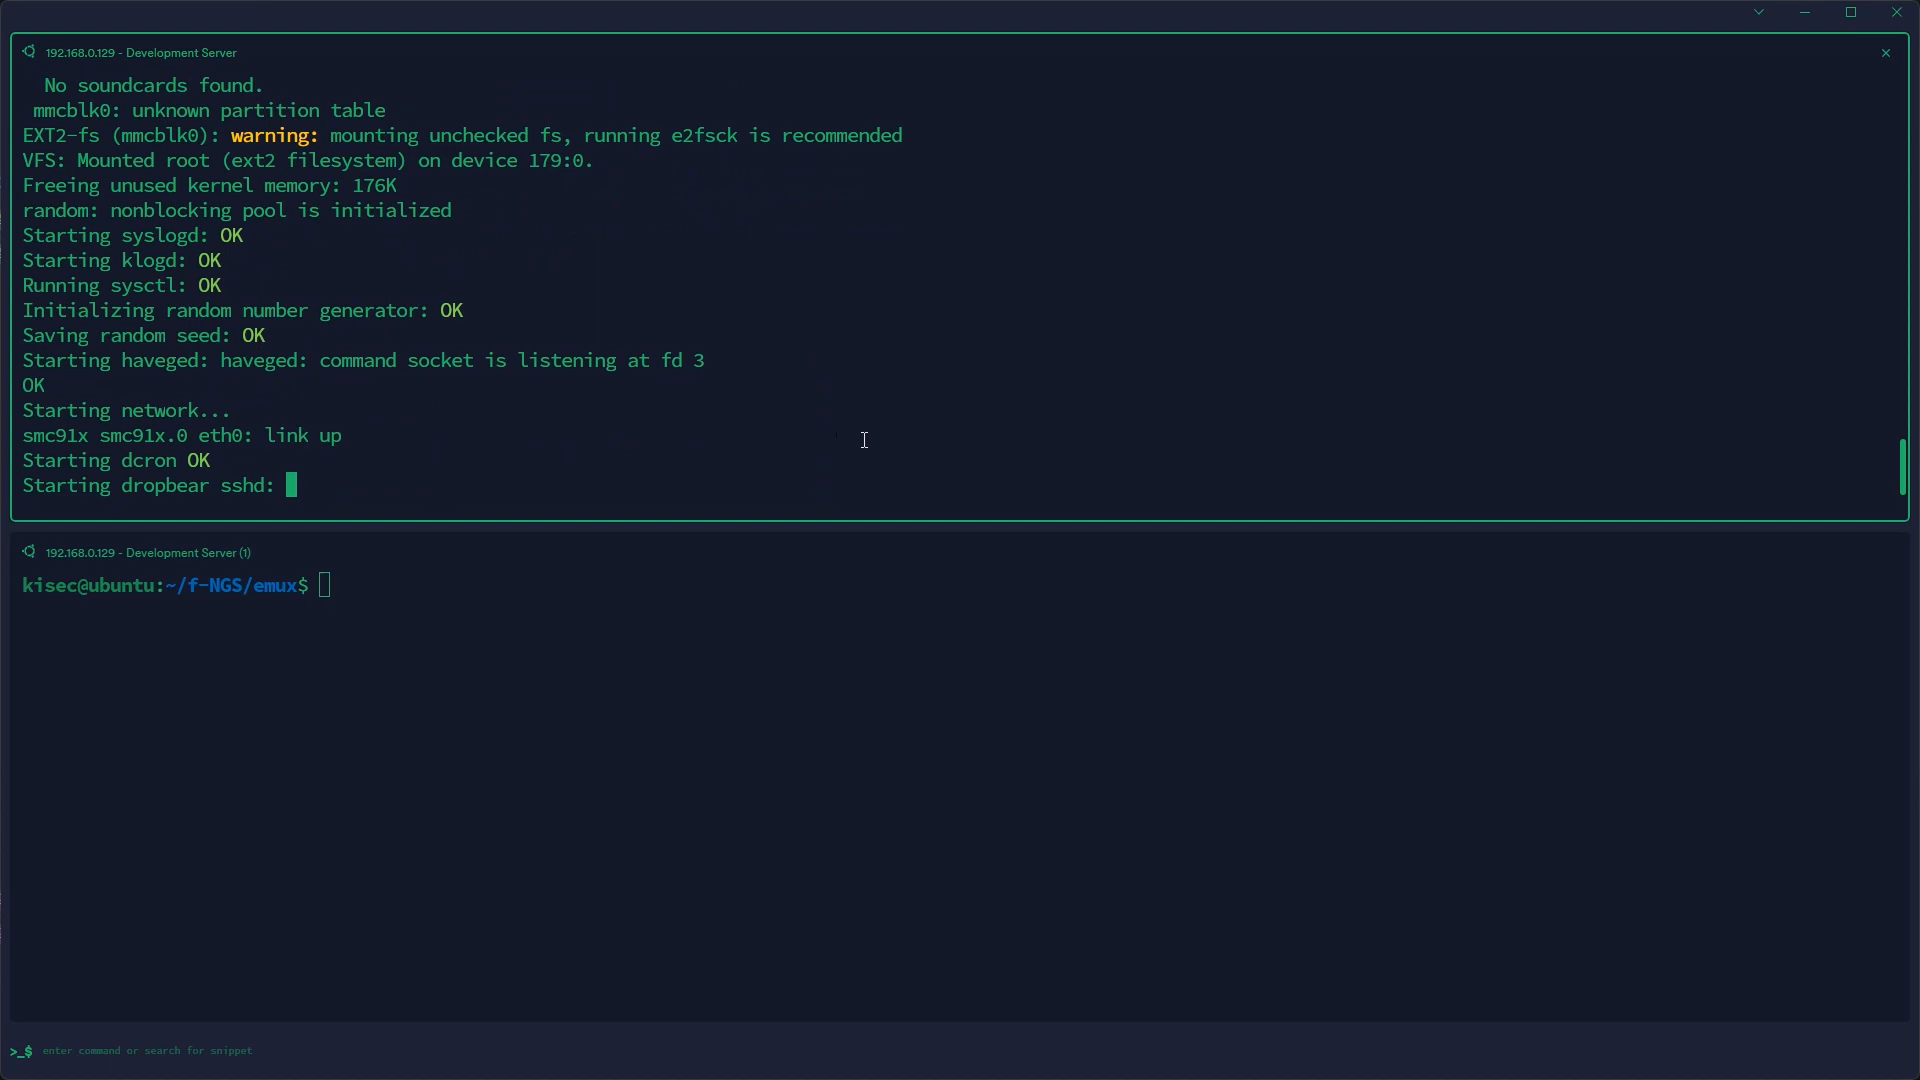 192.168.0.129 - Development Server
No soundcards found.
mmcblk0: unknown partition table
EXT2-fs (mmcblk0): warning: mounting unchecked fs, running e2fsck is recommended
VFS: Mounted root (ext2 filesystem) on device 179:0.
Freeing unused kernel memory: 176K
random: nonblocking pool is initialized
Starting syslogd: OK
Starting klogd: OK
Running sysctl: OK
Initializing random number generator: OK
Saving random seed: OK
Starting haveged: haveged: command socket is listening at fd 3
OK
Starting network...
smc91x smc91x.0 eth0: link up
Starting dcron OK
Starting dropbear sshd:
192.168.0.129 - Development Server (1)
kisec@ubuntu:~/f-NGS/emux$
>_$ enter command or search for snippet